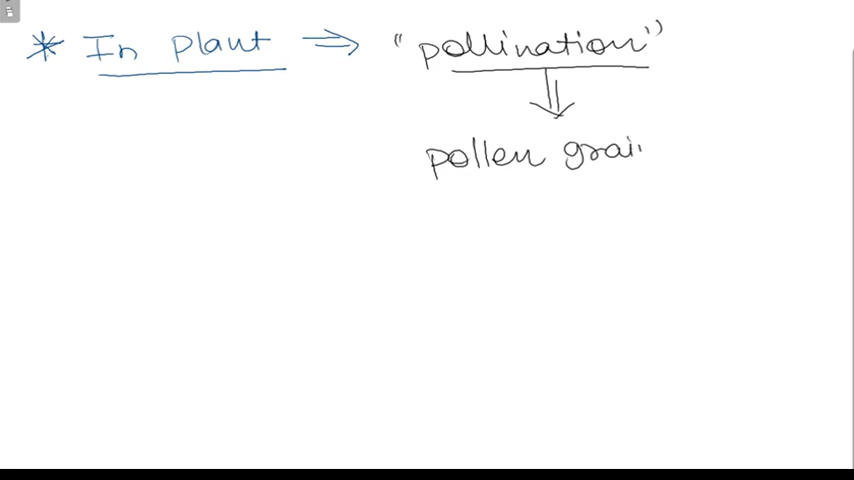 * In plant ⇒ "pollination"
⇓
pollen grai